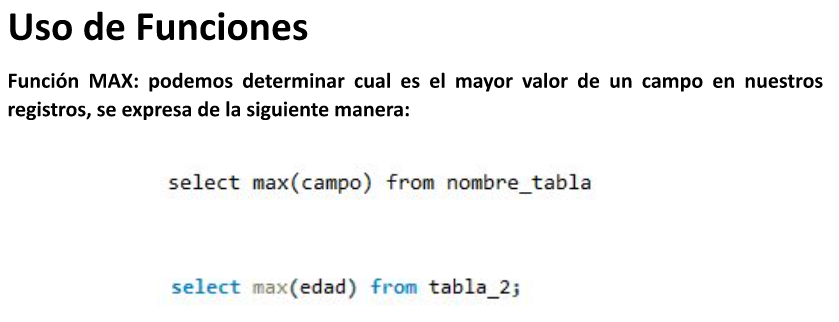 Uso de Funciones
Función MAX: podemos determinar cual es el mayor valor de un campo en nuestros
registros, se expresa de la siguiente manera:
select max(campo) from nombre_tabla
select max(edad) from tabla_2;